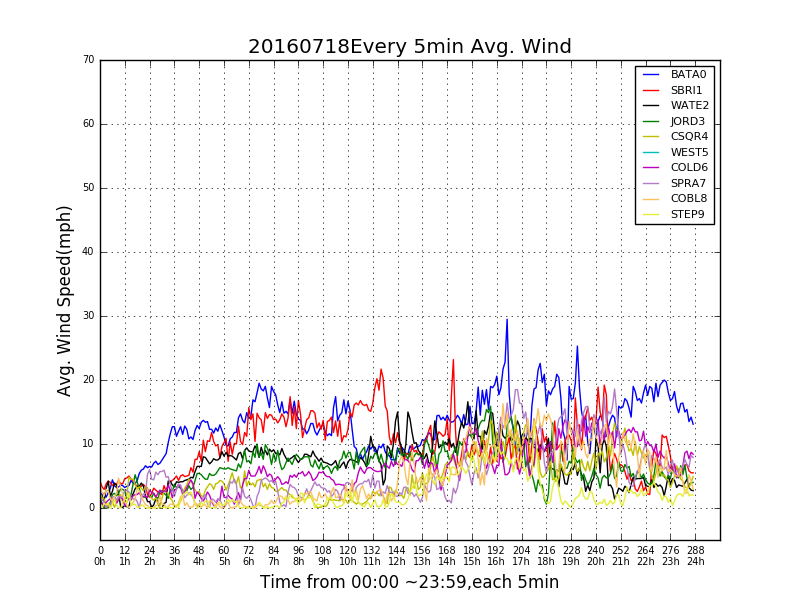 20160718Every 5min Avg. Wind
70
60
50
40
30
20
10
0
Avg. Wind Speed(mph)
BATA0
SBRI1
WATE2
JORD3
CSQR4
WEST5
COLD6
SPRA7
COBL8
STEP9
0 12 24 36 48 60 72 84 96 108 120 132 144 156 168 180 192 204 216 228 240 252 264 276 288
0h 1h 2h 3h 4h 5h 6h 7h 8h 9h 10h 11h 12h 13h 14h 15h 16h 17h 18h 19h 20h 21h 22h 23h 24h
Time from 00:00 ~23:59,each 5min